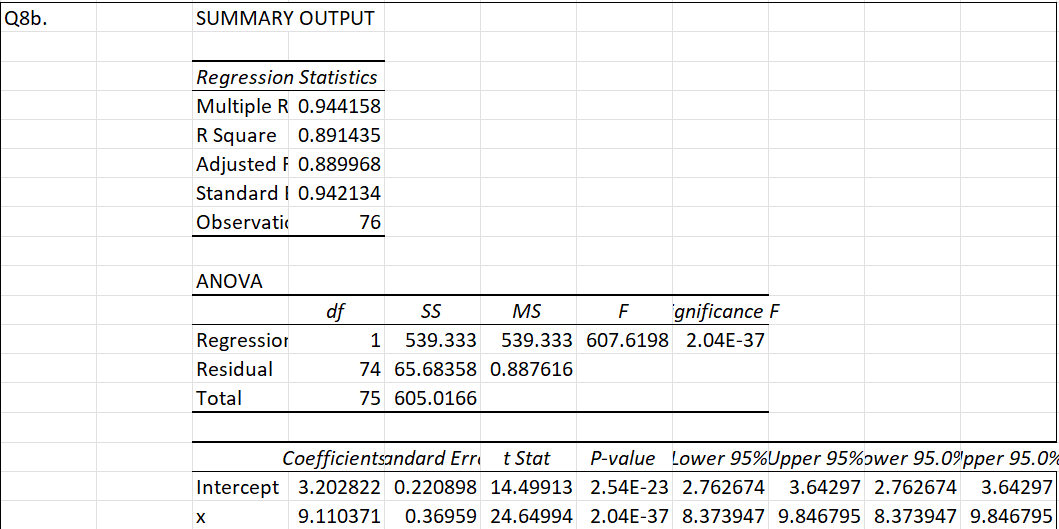 Q8b. SUMMARY OUTPUT
Regression Statistics
Multiple R 0.944158
R Square 0.891435
Adjusted R 0.889968
Standard E 0.942134
Observatio 76
ANOVA
df SS MS F gnificance F
Regression 1 539.333 539.333 607.6198 2.04E-37
Residual 74 65.68358 0.887616
Total 75 605.0166
Coefficients andard Erro t Stat P-value Lower 95% Upper 95% ower 95.0% pper 95.0%
Intercept 3.202822 0.220898 14.49913 2.54E-23 2.762674 3.64297 2.762674 3.64297
x 9.110371 0.36959 24.64994 2.04E-37 8.373947 9.846795 8.373947 9.846795